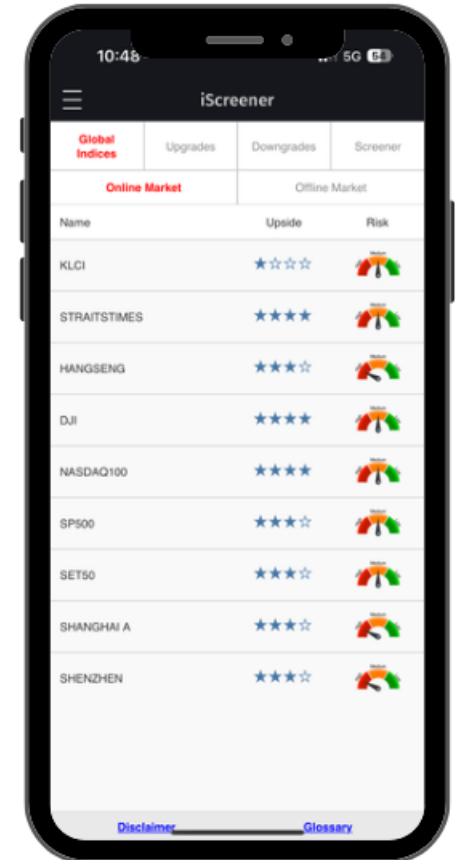 10:48
5G 54
iScreener
Global Indices Upgrades Downgrades Screener
Online Market Offline Market
Name Upside Risk
KLCI
STRAITSTIMES
HANGSENG
DJI
NASDAQ100
SP500
SET50
SHANGHAI A
SHENZHEN
Disclaimer Glossary